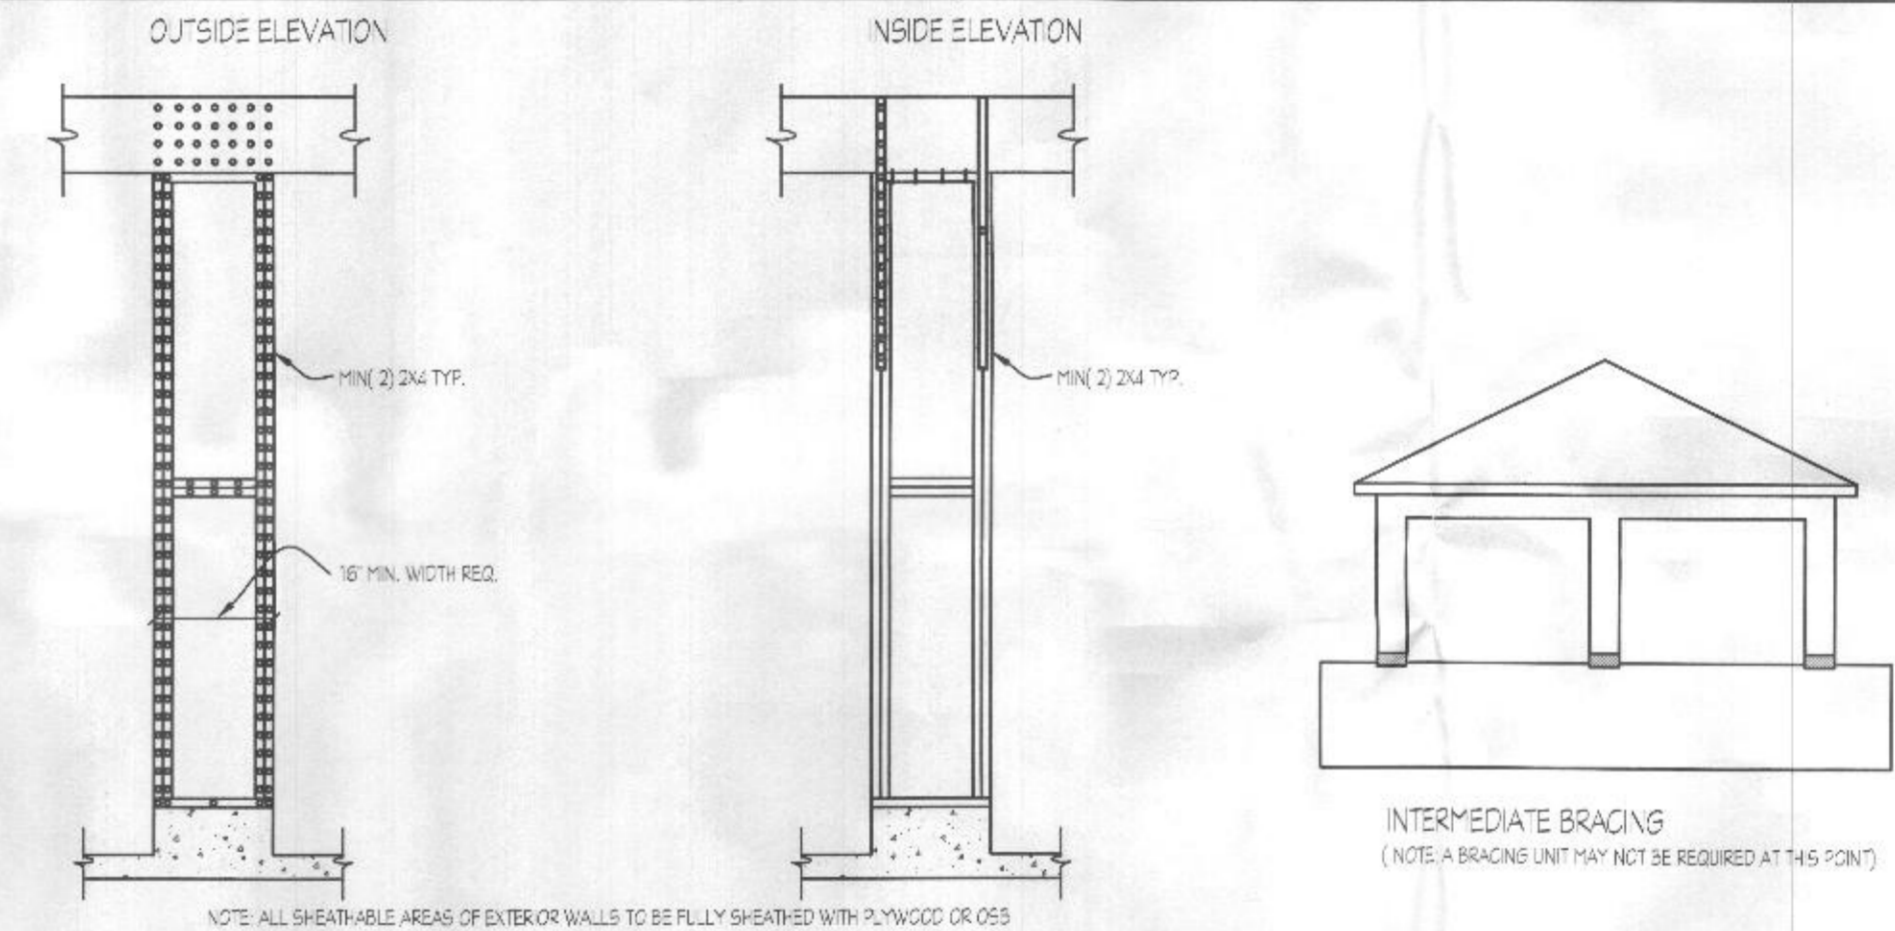 OUTSIDE ELEVATION
INSIDE ELEVATION
MIN( 2) 2X4 TYP.
MIN( 2) 2X4 TYP.
16" MIN. WIDTH REQ.
INTERMEDIATE BRACING
( NOTE: A BRACING UNIT MAY NOT BE REQUIRED AT THIS POINT)
NOTE: ALL SHEATHABLE AREAS OF EXTERIOR WALLS TO BE FULLY SHEATHED WITH PLYWOOD OR OSB